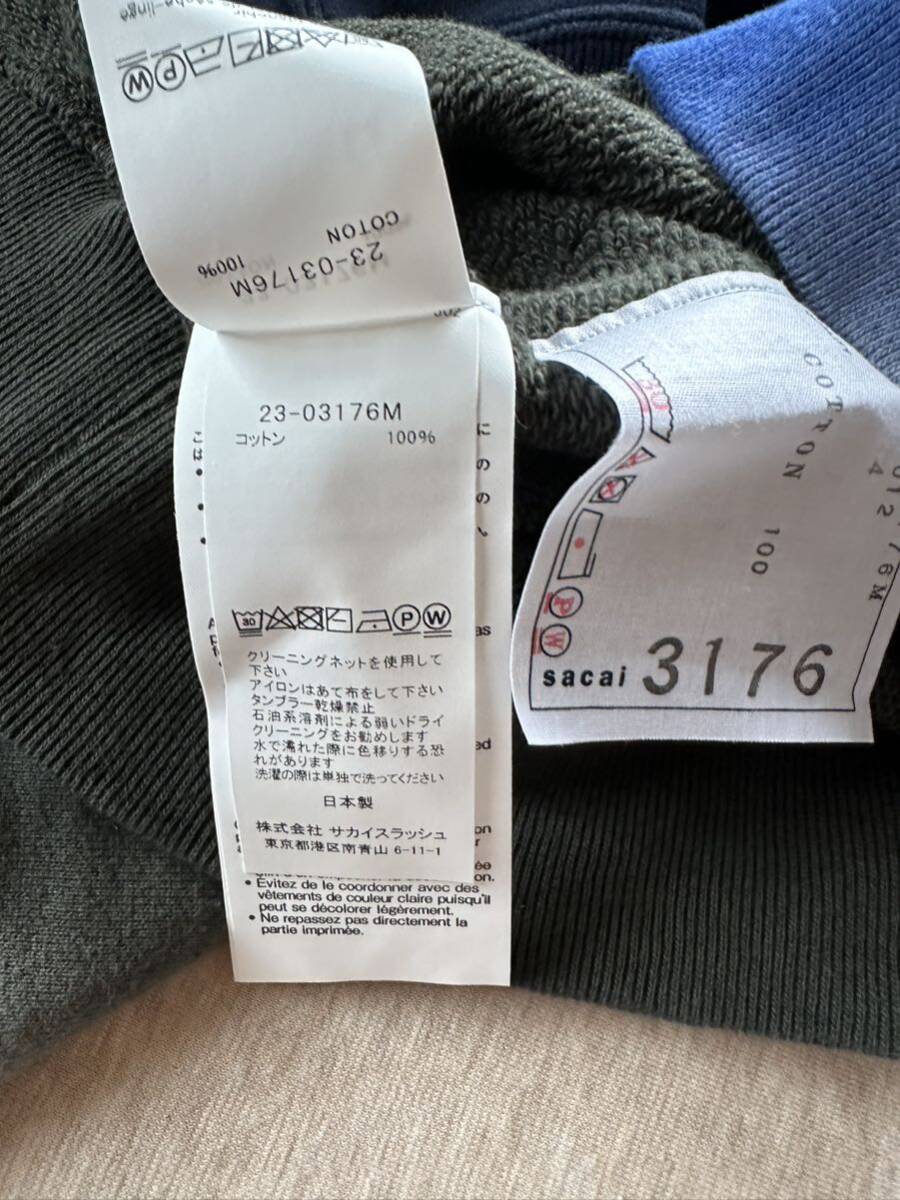 COTON
100%
23-03176M
23-03176M
コットン 100%
30
P
W
クリーニングネットを使用して
下さい
アイロンはあて布をして下さい
タンブラー乾燥禁止
石油系溶剤による弱いドライ
クリーニングをお勧めします
水で濡れた際に色移りする恐
れがあります
洗濯の際は単独で洗ってください
日本製
株式会社 サカイスラッシュ
東京都港区南青山 6-11-1
• Évitez de le coordonner avec des
vêtements de couleur claire puisqu'il
peut se décolorer légèrement.
• Ne repassez pas directement la
partie imprimée.
COTTON 100
30
P
W
sacai 3176